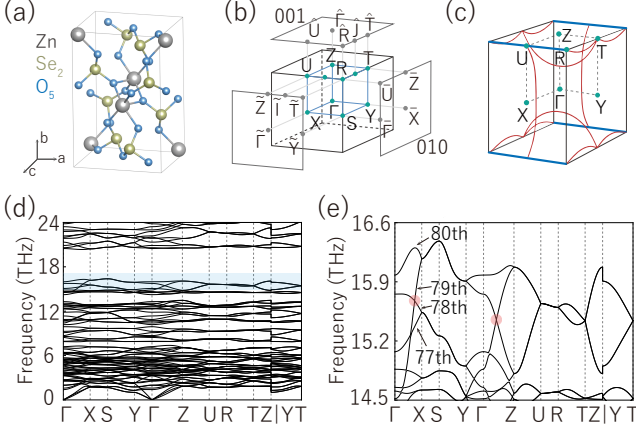 (a)
Zn
Se₂
O₅
b
a
c
(b)
001
Γ̂ T̂
U R J̄
Z T
U R
Z̃ Ĩ T̃
Γ̃ Ỹ
Γ
X S Y
Ū Z̄
Γ̄ X̄
010
(c)
Z
U R T
Γ
X Y
(d)
Frequency (THz)
24
18
12
6
0
Γ X S Y Γ Z U R T Z|Y T
(e)
Frequency (THz)
16.6
15.9
15.2
14.5
80th
79th
78th
77th
Γ X S Y Γ Z U R T Z|Y T